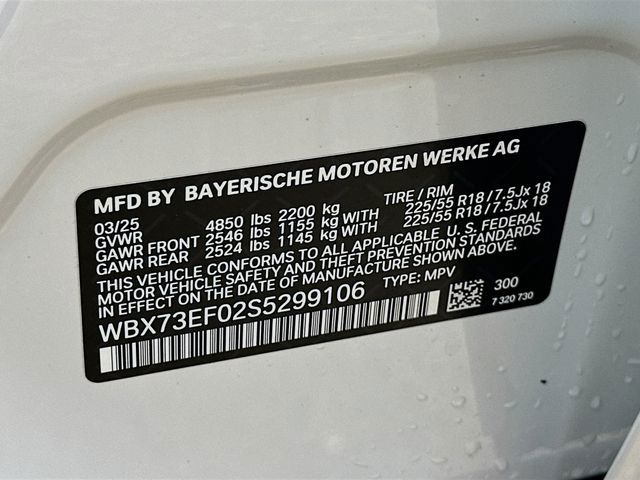 MFD BY BAYERISCHE MOTOREN WERKE AG
03/25 TIRE / RIM
GVWR 4850 lbs 2200 kg
GAWR FRONT 2546 lbs 1155 kg WITH 225/55 R18 / 7.5Jx 18
GAWR REAR 2524 lbs 1145 kg WITH 225/55 R18 / 7.5Jx 18
THIS VEHICLE CONFORMS TO ALL APPLICABLE U. S. FEDERAL
MOTOR VEHICLE SAFETY AND THEFT PREVENTION STANDARDS
IN EFFECT ON THE DATE OF MANUFACTURE SHOWN ABOVE.
WBX73EF02S5299106 TYPE: MPV
300
7 320 730